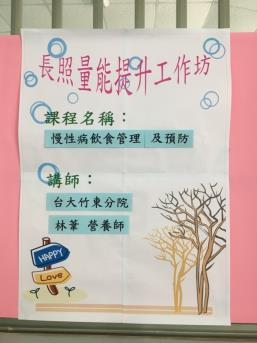 長照量能提升工作坊
課程名稱：
慢性病飲食管理 及預防
講師：
台大竹東分院
林葦 營養師
HAPPY
Love